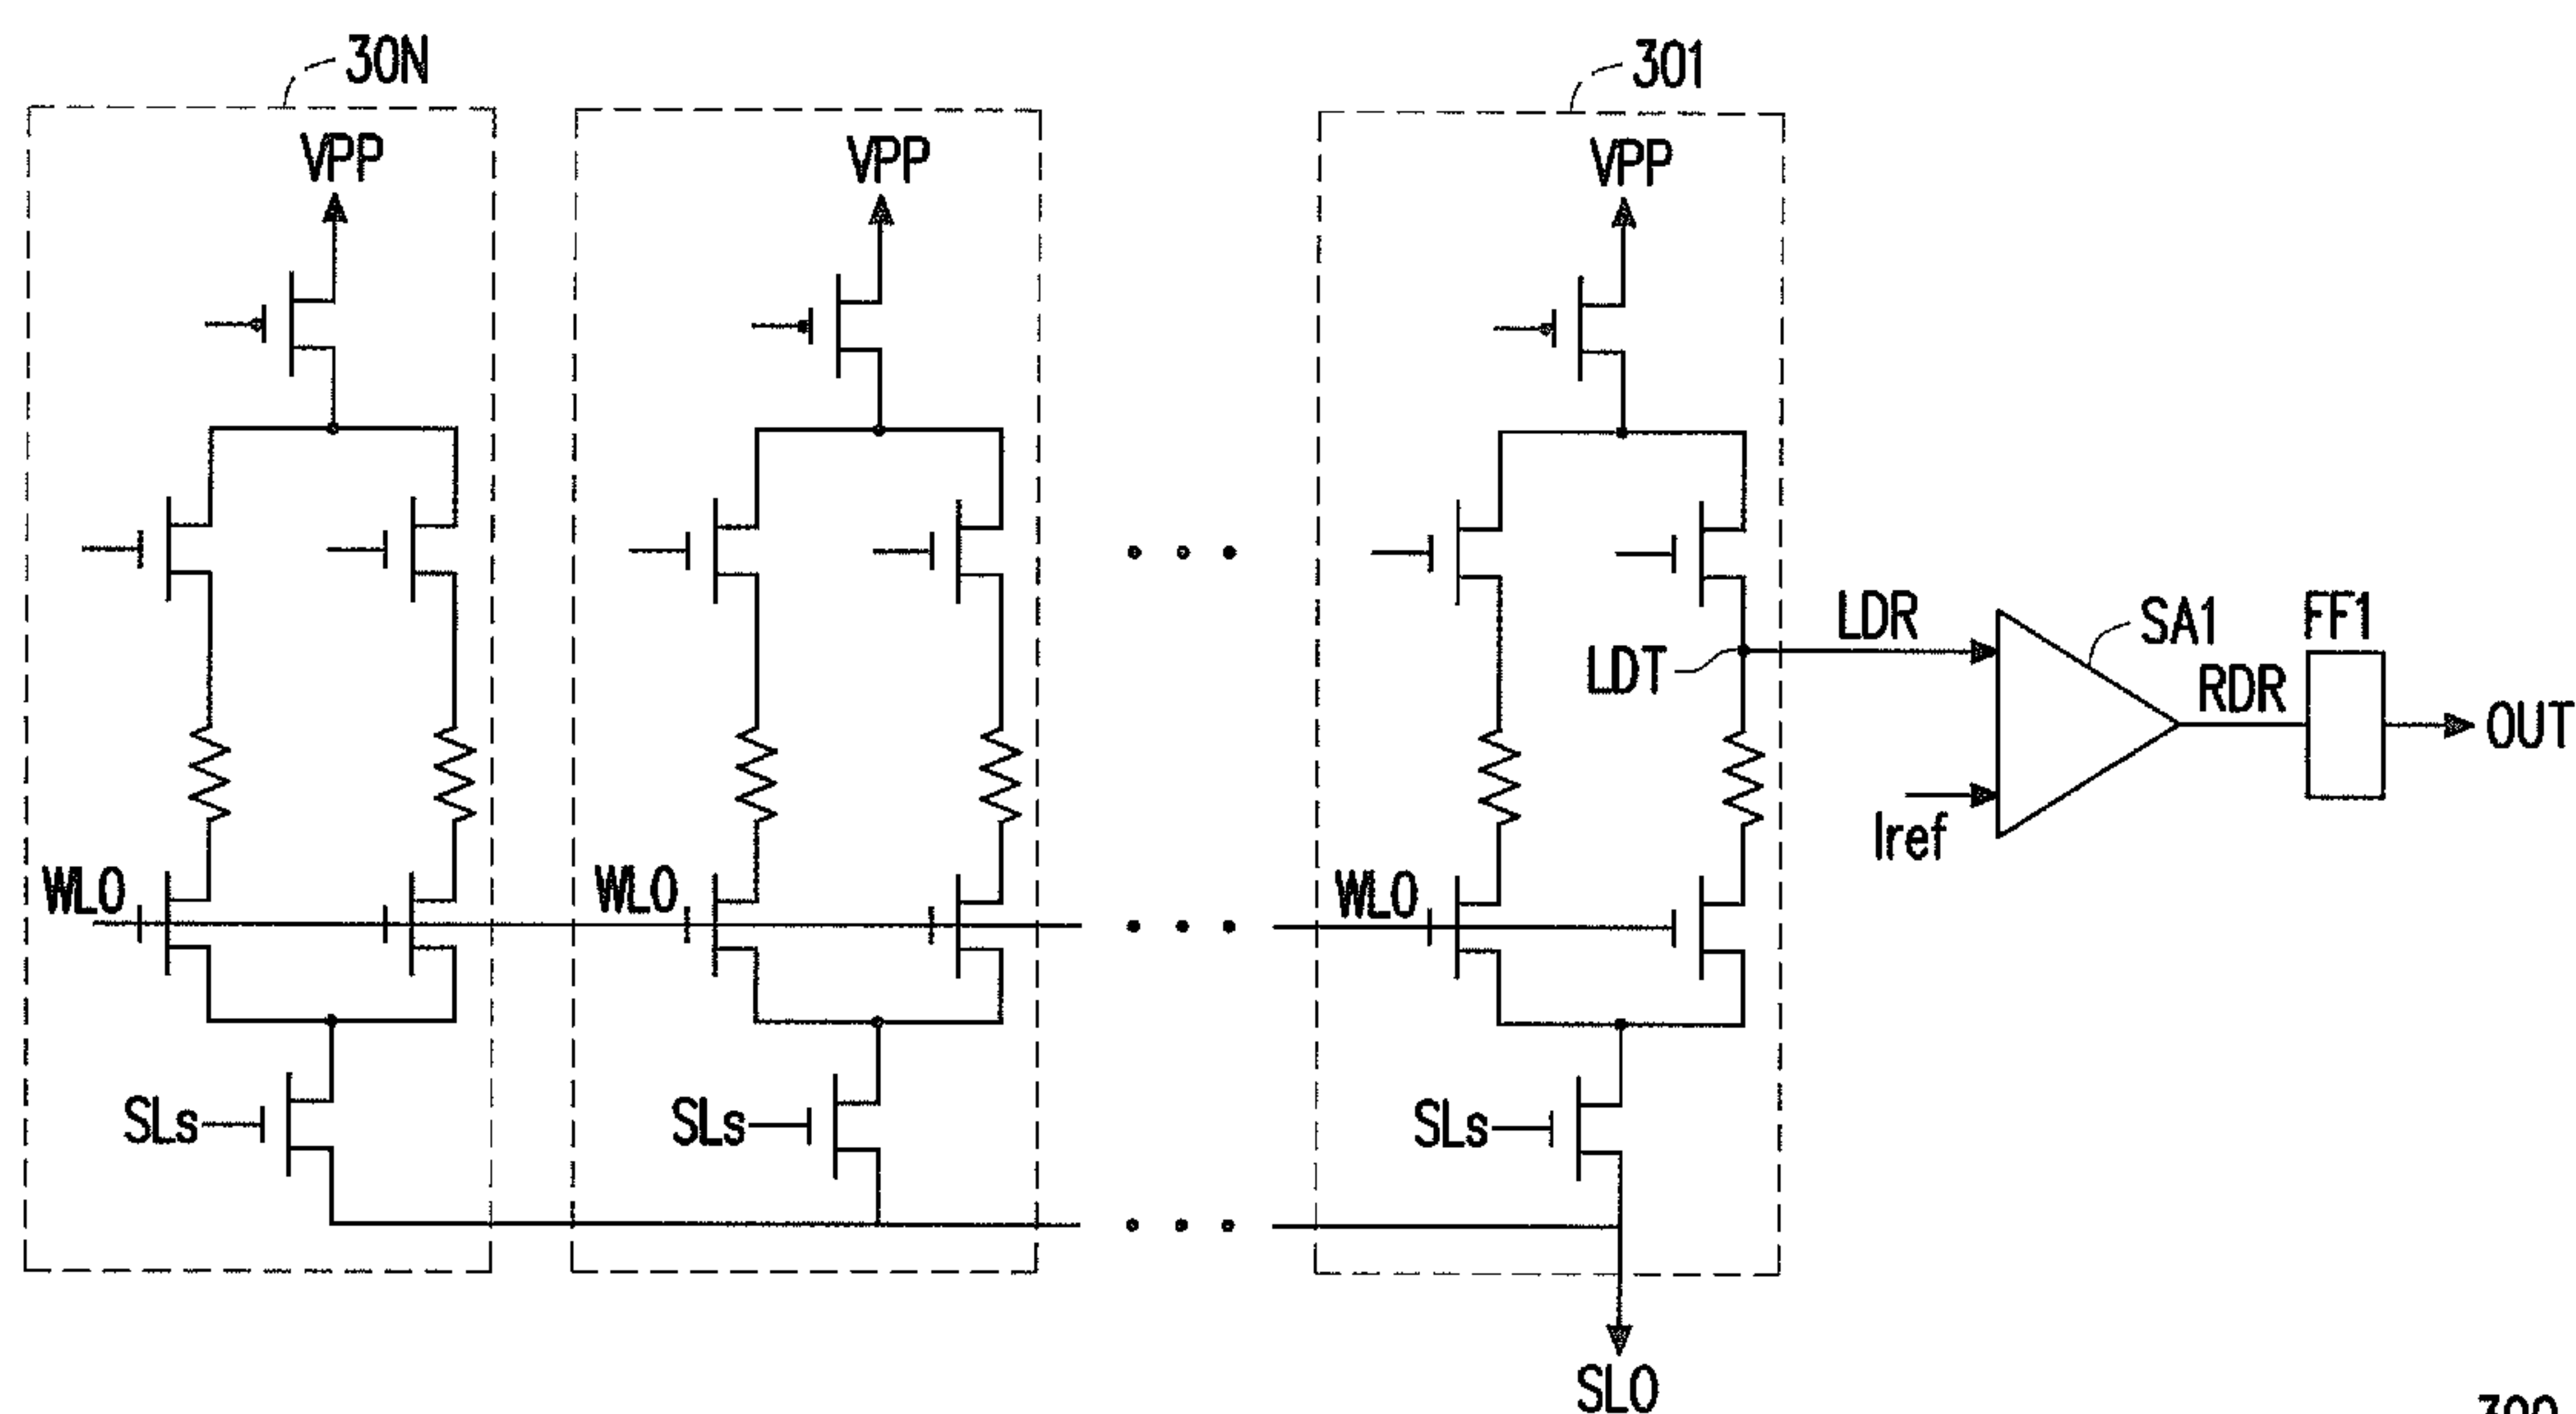 30N
301
VPP
VPP
VPP
LDR
SA1
FF1
LDT
RDR
OUT
Iref
WL0
WL0
WL0
SLs
SLs
SLs
SL0